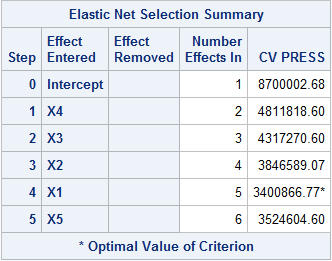 Elastic Net Selection Summary
Step Effect Entered Effect Removed Number Effects In CV PRESS
0 Intercept 1 8700002.68
1 X4 2 4811818.60
2 X3 3 4317270.60
3 X2 4 3846589.07
4 X1 5 3400866.77*
5 X5 6 3524604.60
* Optimal Value of Criterion